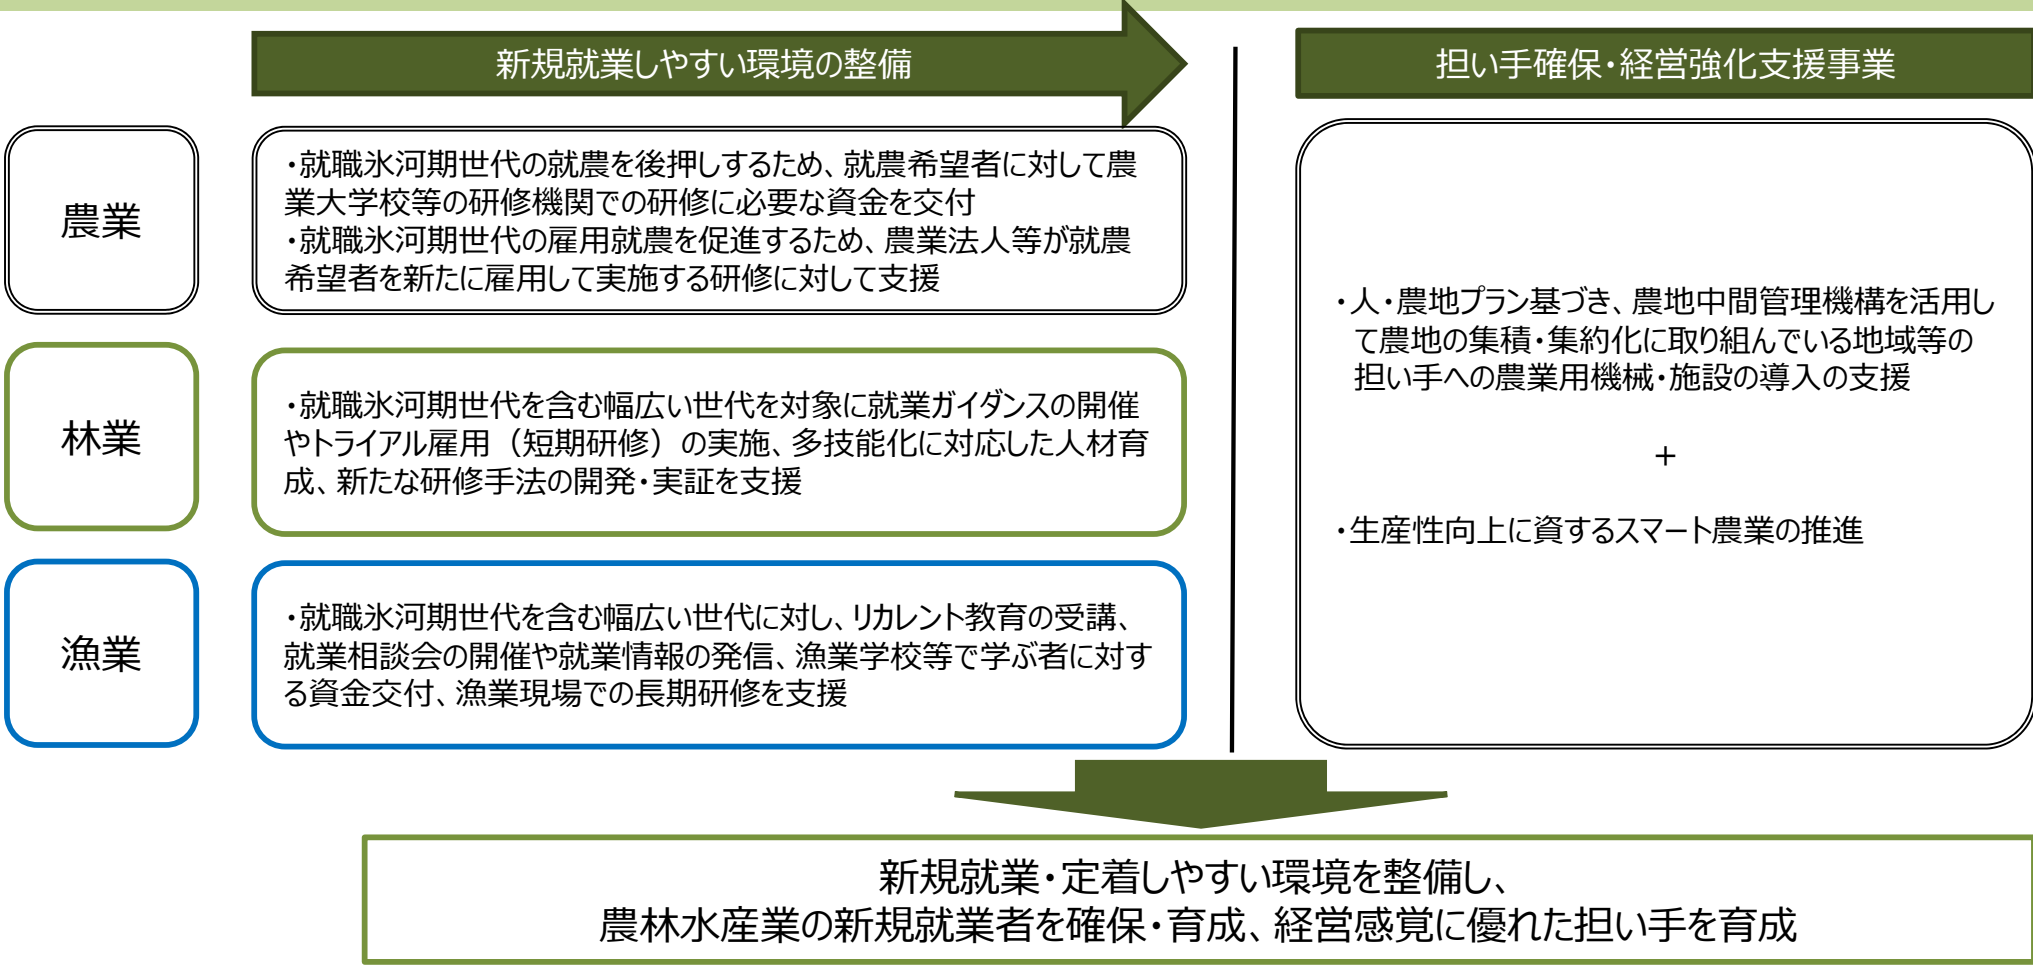 新規就業しやすい環境の整備
担い手確保・経営強化支援事業
農業
・就職氷河期世代の就農を後押しするため、就農希望者に対して農
業大学校等の研修機関での研修に必要な資金を交付
・就職氷河期世代の雇用就農を促進するため、農業法人等が就農
希望者を新たに雇用して実施する研修に対して支援
林業
・就職氷河期世代を含む幅広い世代を対象に就業ガイダンスの開催
やトライアル雇用（短期研修）の実施、多技能化に対応した人材育
成、新たな研修手法の開発・実証を支援
漁業
・就職氷河期世代を含む幅広い世代に対し、リカレント教育の受講、
就業相談会の開催や就業情報の発信、漁業学校等で学ぶ者に対す
る資金交付、漁業現場での長期研修を支援
・人・農地プラン基づき、農地中間管理機構を活用し
て農地の集積・集約化に取り組んでいる地域等の
担い手への農業用機械・施設の導入の支援
＋
・生産性向上に資するスマート農業の推進
新規就業・定着しやすい環境を整備し、
農林水産業の新規就業者を確保・育成、経営感覚に優れた担い手を育成